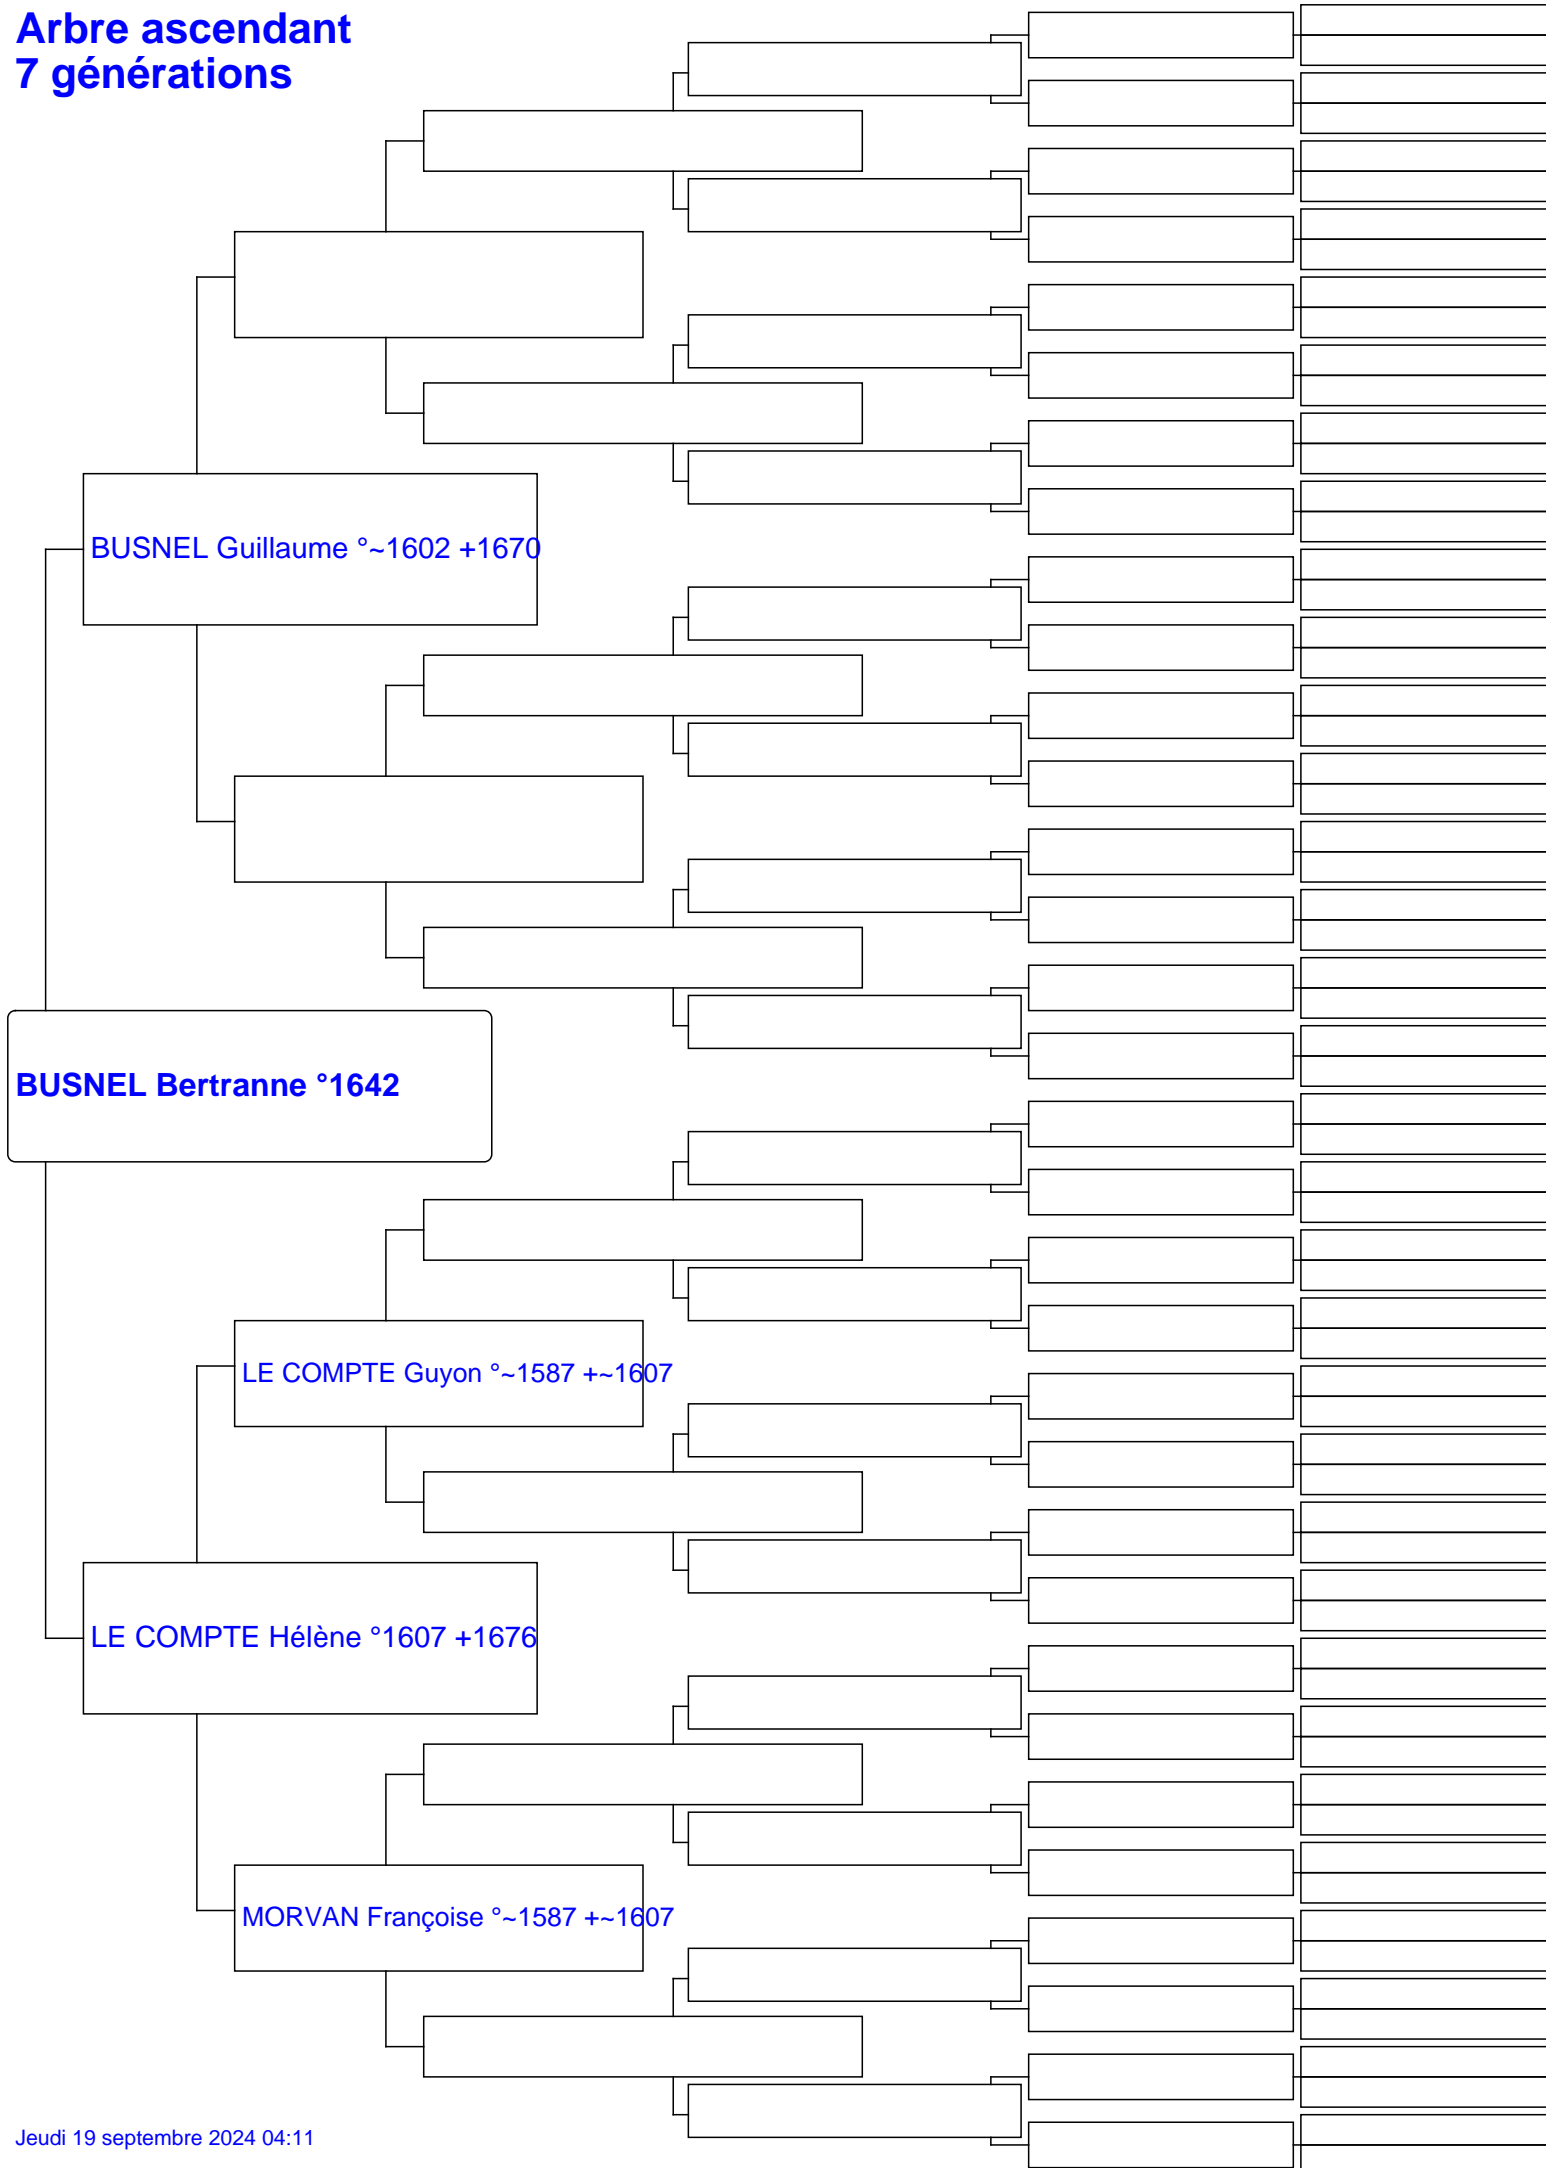 Arbre ascendant
7 générations
BUSNEL Guillaume °~1602 +1670
BUSNEL Bertranne °1642
LE COMPTE Guyon °~1587 +~1607
LE COMPTE Hélène °1607 +1676
MORVAN Françoise °~1587 +~1607
Jeudi 19 septembre 2024 04:11